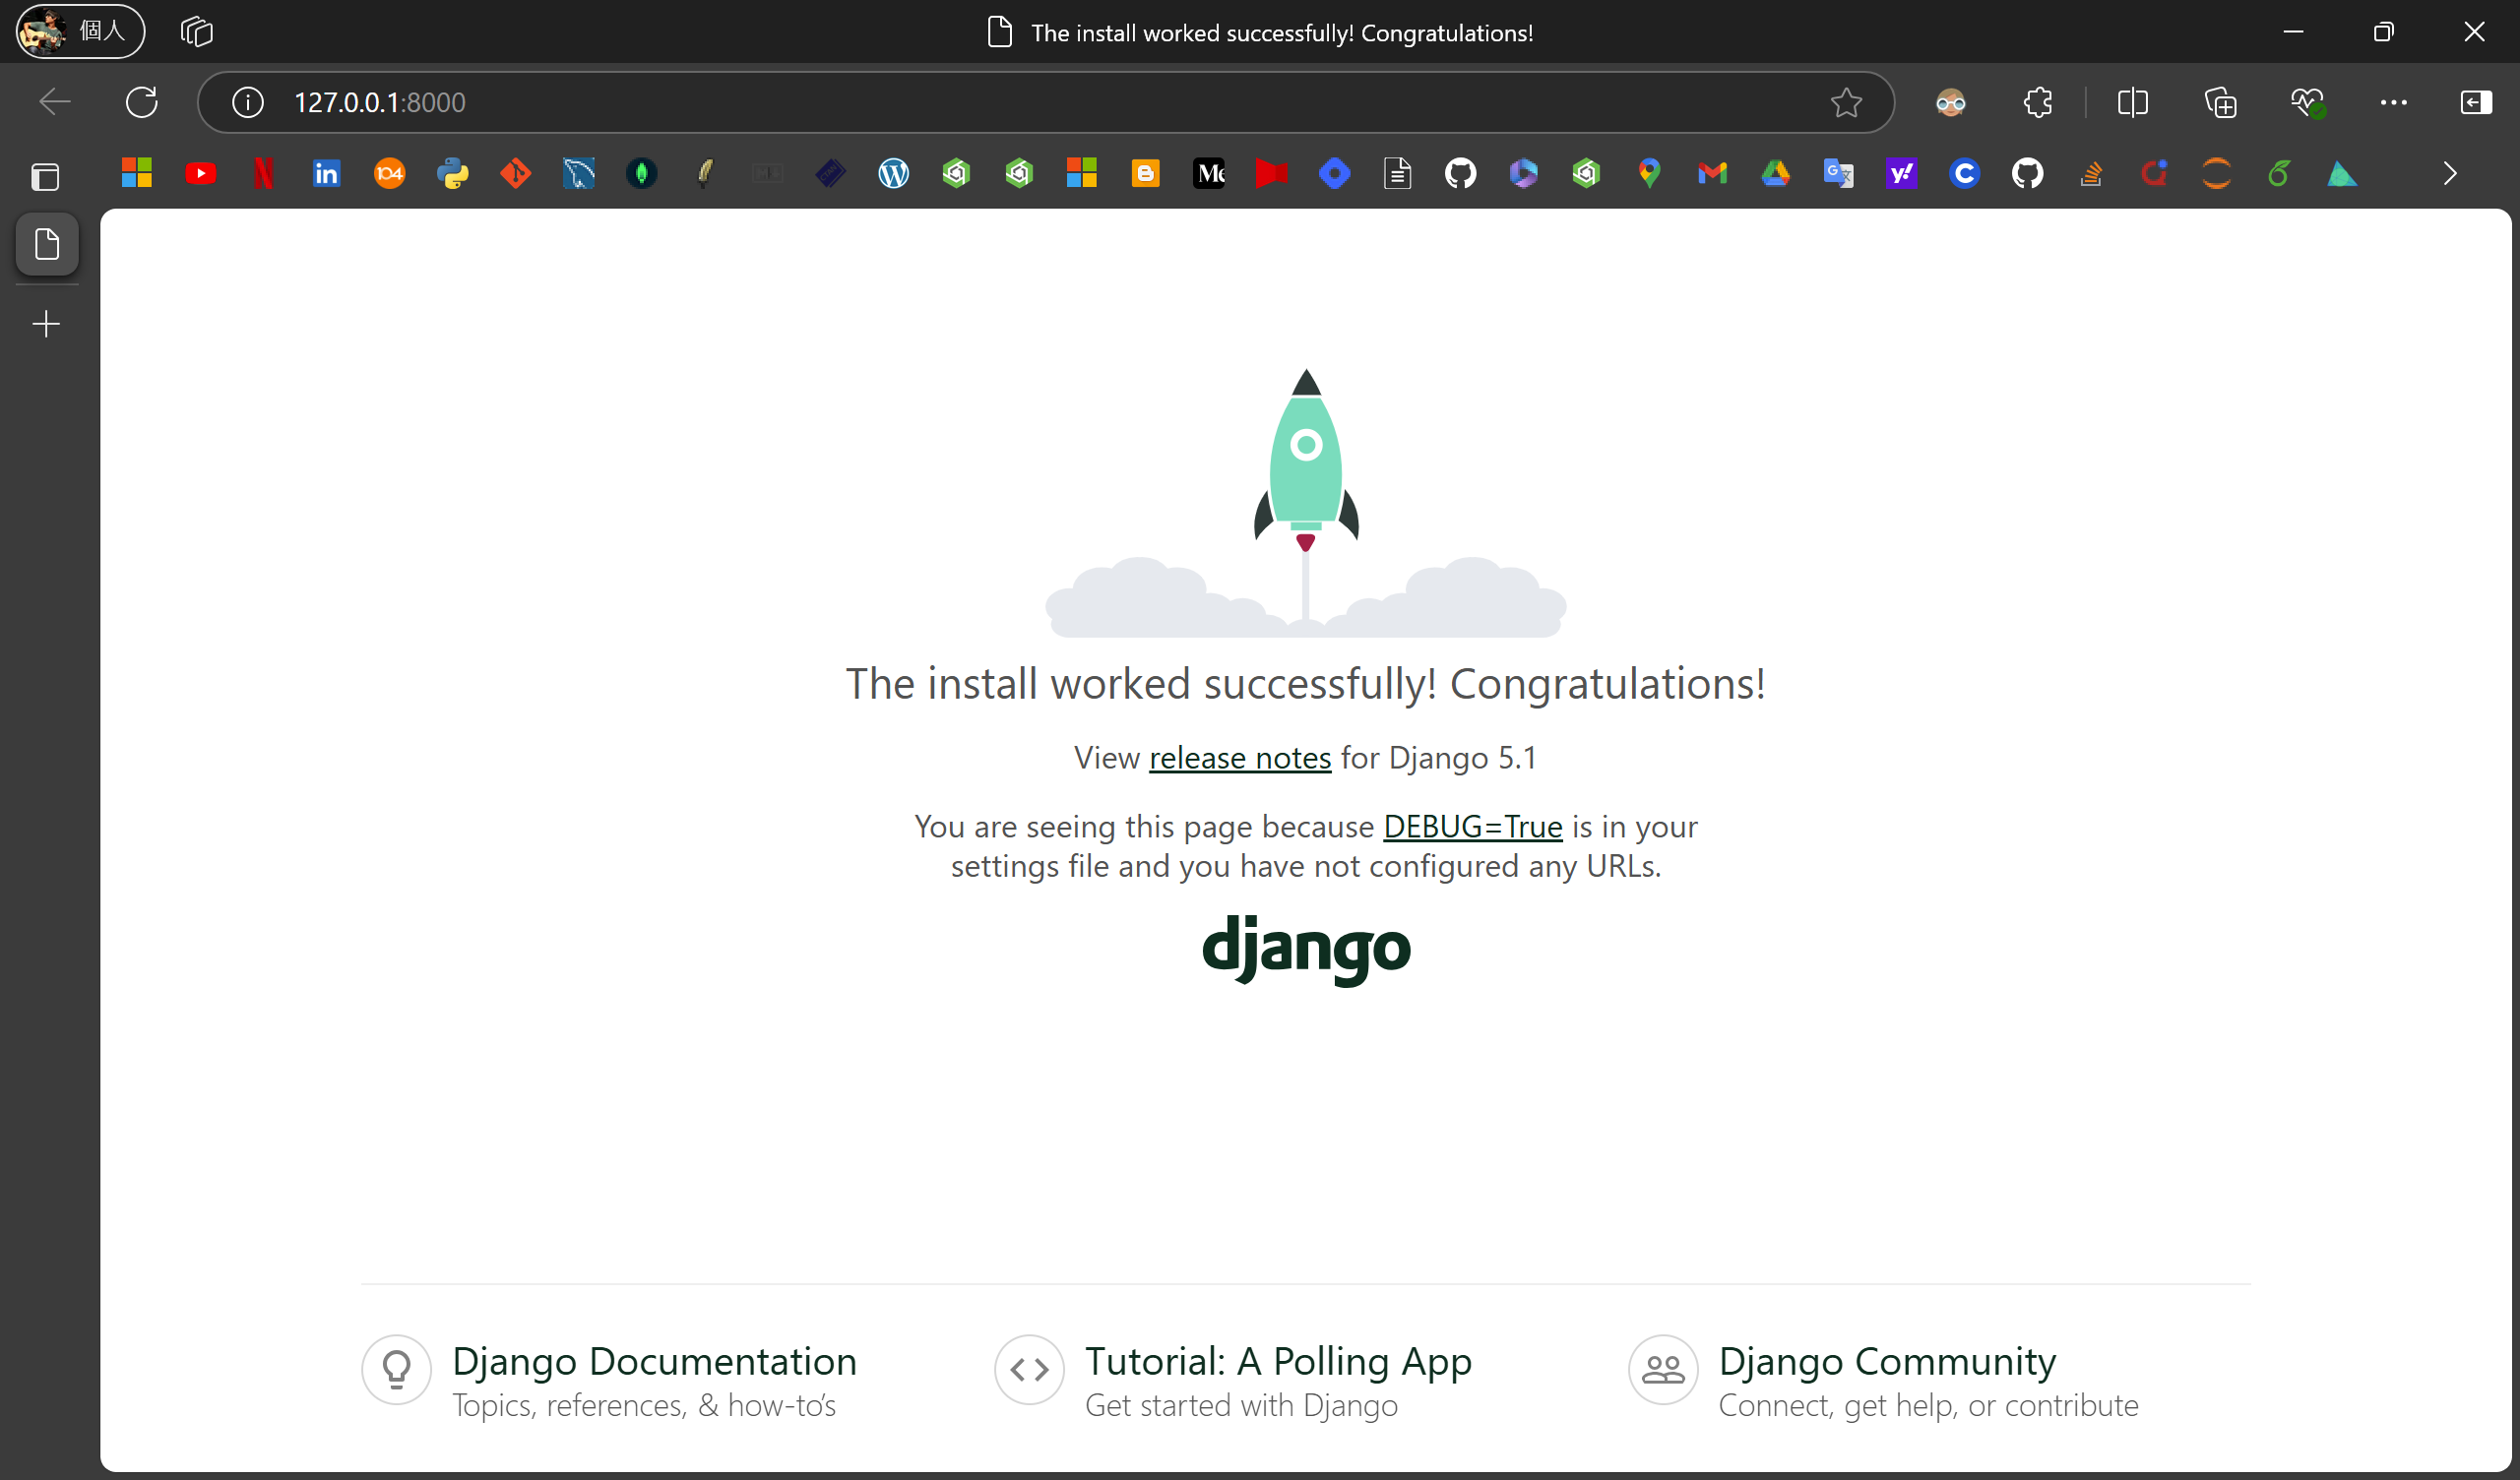 個人
The install worked successfully! Congratulations!
127.0.0.1:8000
The install worked successfully! Congratulations!
View release notes for Django 5.1
You are seeing this page because DEBUG=True is in your
settings file and you have not configured any URLs.
django
Django Documentation
Topics, references, & how-to’s
Tutorial: A Polling App
Get started with Django
Django Community
Connect, get help, or contribute